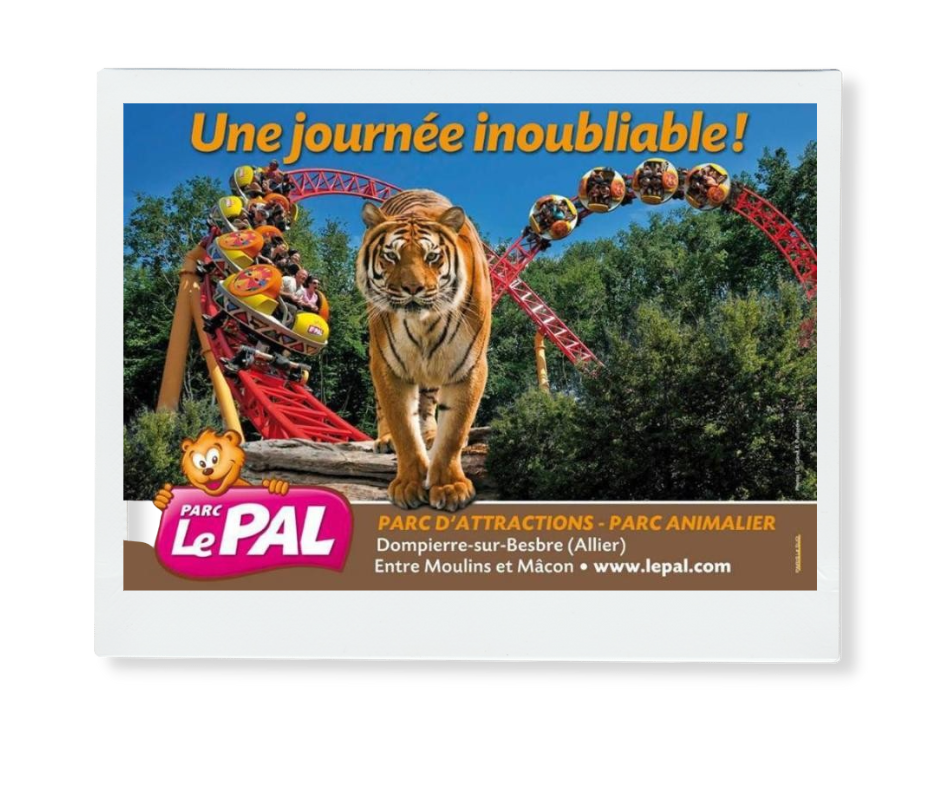 Une journée inoubliable!
PARC
Le PAL
PARC D'ATTRACTIONS - PARC ANIMALIER
Dompierre-sur-Besbre (Allier)
Entre Moulins et Mâcon • www.lepal.com